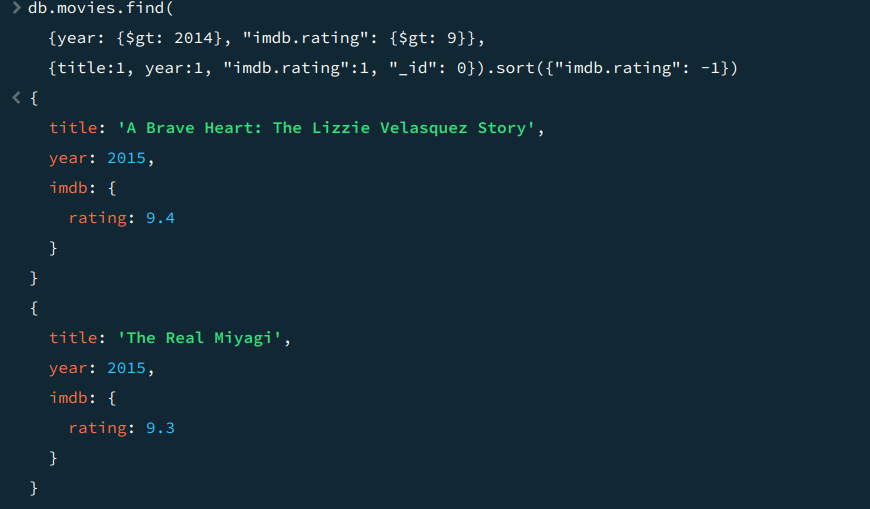 > db.movies.find(
{year: {$gt: 2014}, "imdb.rating": {$gt: 9}},
{title:1, year:1, "imdb.rating":1, "_id": 0}).sort({"imdb.rating": -1})
< {
title: 'A Brave Heart: The Lizzie Velasquez Story',
year: 2015,
imdb: {
rating: 9.4
}
}
{
title: 'The Real Miyagi',
year: 2015,
imdb: {
rating: 9.3
}
}